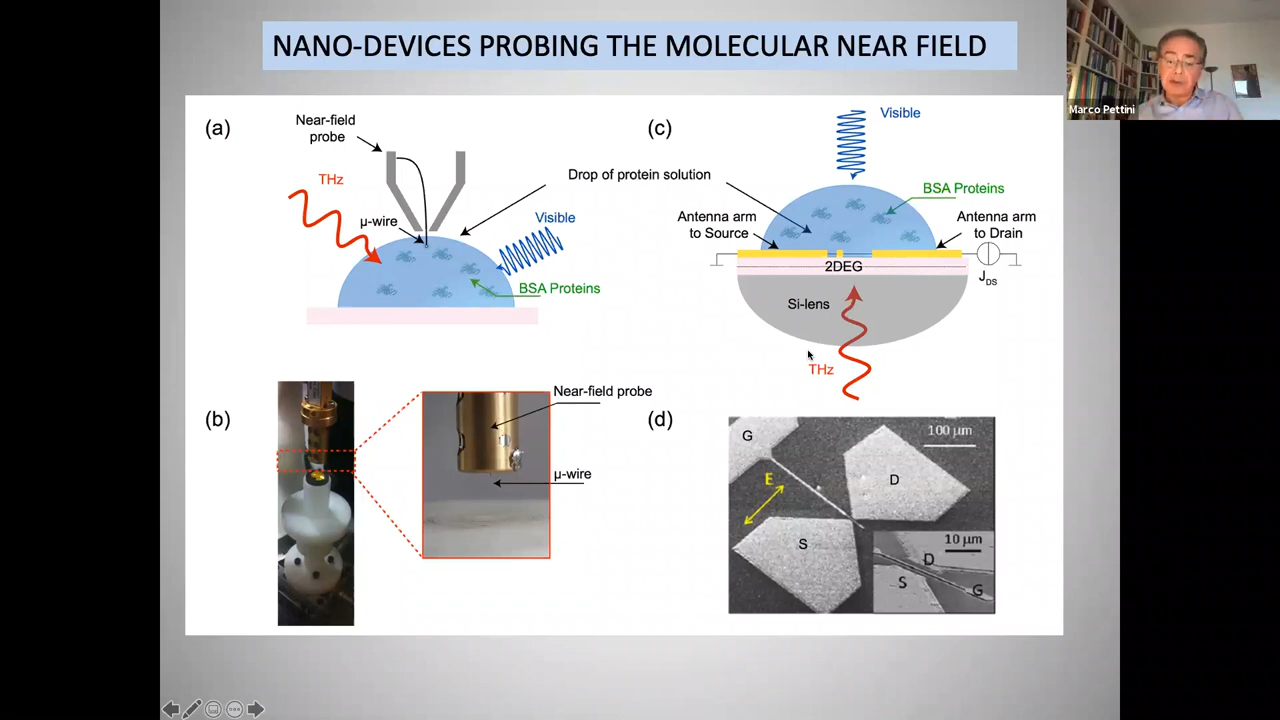 NANO-DEVICES PROBING THE MOLECULAR NEAR FIELD
Marco Pettini
(a)
Near-field
probe
THz
μ-wire
Drop of protein solution
Visible
BSA Proteins
(c)
Visible
BSA Proteins
Antenna arm
to Source
Antenna arm
to Drain
2DEG
JDS
Si-lens
THz
(b)
Near-field probe
μ-wire
(d)
G
100 μm
E
D
S
10 μm
D
S
G